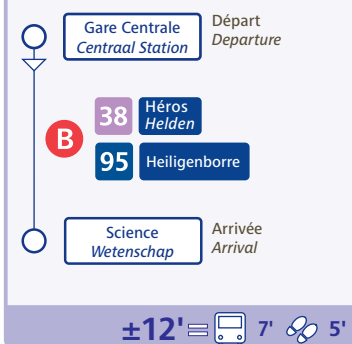 Gare Centrale
Centraal Station
Départ
Departure
B
38 Héros
Helden
95 Heiligenborre
Science
Wetenschap
Arrivée
Arrival
±12' = 7' 5'